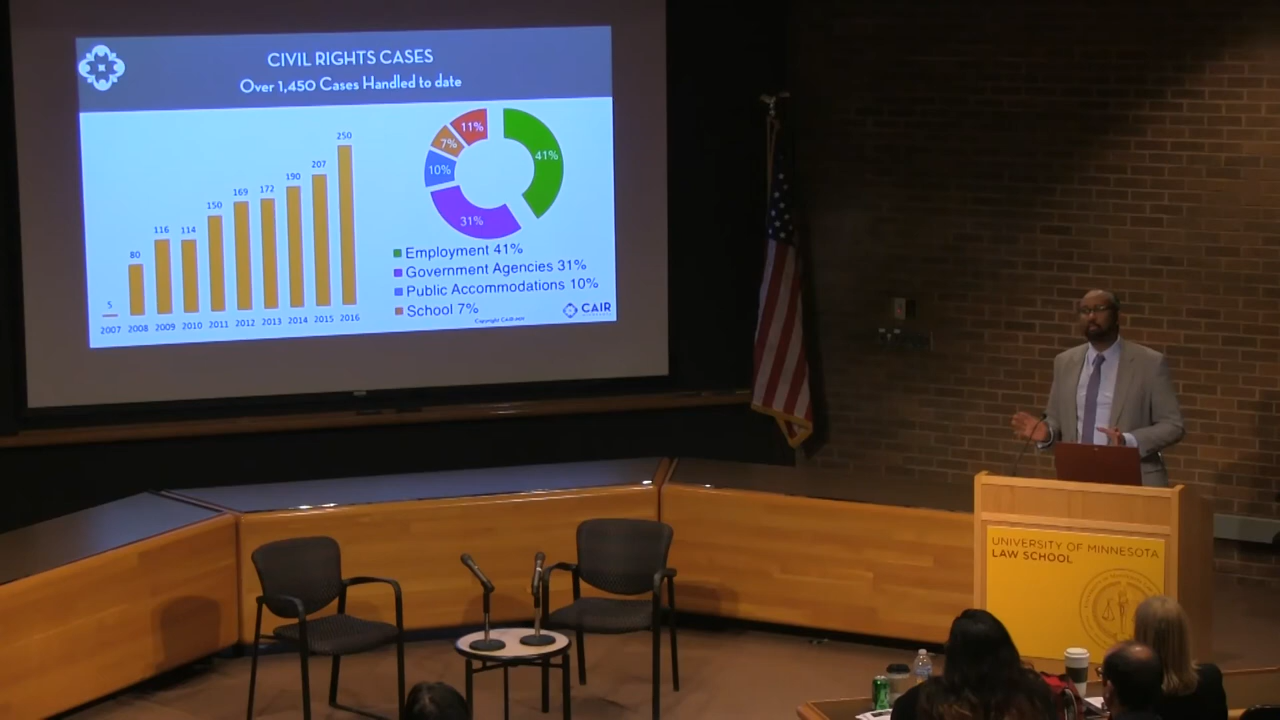 CIVIL RIGHTS CASES
Over 1,450 Cases Handled to date
5
80
116
114
150
169
172
190
207
250
2007 2008 2009 2010 2011 2012 2013 2014 2015 2016
11%
7%
10%
31%
41%
Employment 41%
Government Agencies 31%
Public Accommodations 10%
School 7%
CAIR
UNIVERSITY OF MINNESOTA
LAW SCHOOL